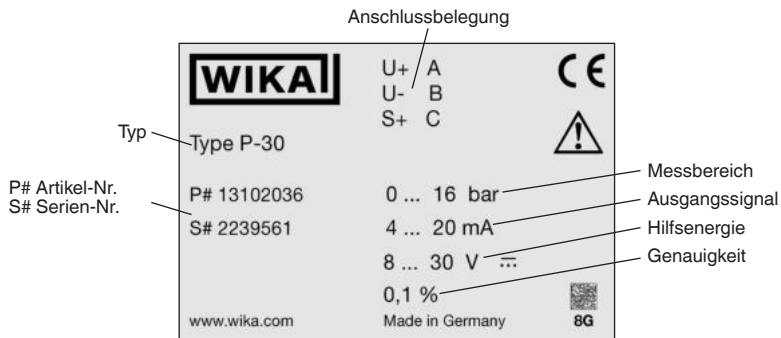 Anschlussbelegung
WIKA
U+ A
U- B
S+ C
CE
Typ
Type P-30
P# Artikel-Nr.
S# Serien-Nr.
P# 13102036
S# 2239561
0 ... 16 bar
Messbereich
4 ... 20 mA
Ausgangssignal
8 ... 30 V ⎓
Hilfsenergie
0,1 %
Genauigkeit
www.wika.com
Made in Germany
8G